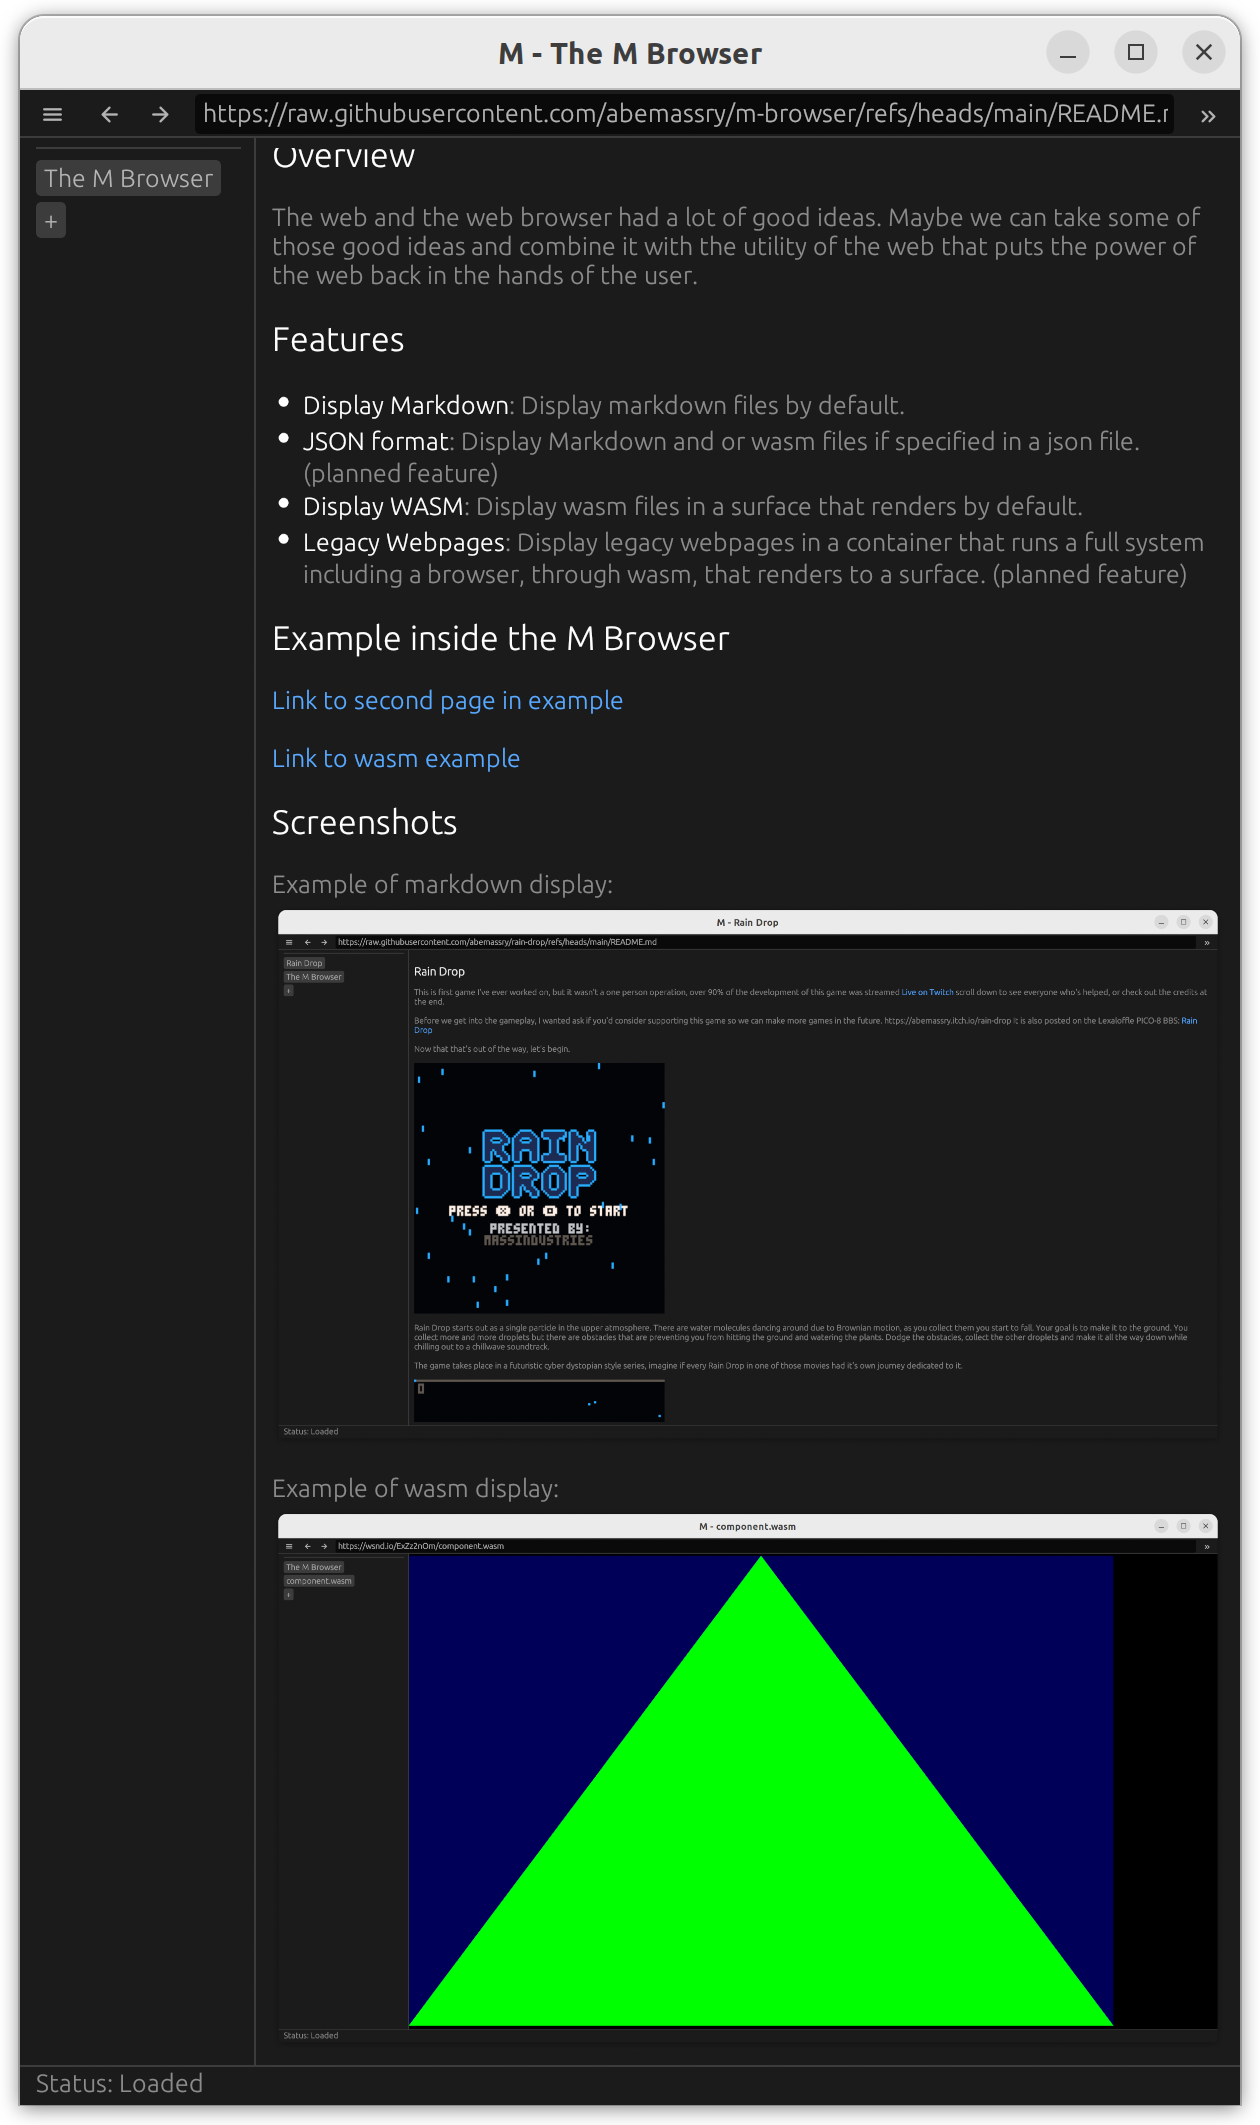 M - The M Browser
https://raw.githubusercontent.com/abemassry/m-browser/refs/heads/main/README.r
The M Browser
+
Overview
The web and the web browser had a lot of good ideas. Maybe we can take some of
those good ideas and combine it with the utility of the web that puts the power of
the web back in the hands of the user.
Features
• Display Markdown: Display markdown files by default.
• JSON format: Display Markdown and or wasm files if specified in a json file.
(planned feature)
• Display WASM: Display wasm files in a surface that renders by default.
• Legacy Webpages: Display legacy webpages in a container that runs a full system
including a browser, through wasm, that renders to a surface. (planned feature)
Example inside the M Browser
Link to second page in example
Link to wasm example
Screenshots
Example of markdown display:
M - Rain Drop
https://raw.githubusercontent.com/abemassry/rain-drop/refs/heads/main/README.md
Rain Drop
The M Browser
+
Rain Drop
This is first game I've ever worked on, but it wasn't a one person operation, over 90% of the development of this game was streamed Live on Twitch scroll down to see everyone who's helped, or check out the credits at
the end.
Before we get into the gameplay, I wanted ask if you'd consider supporting this game so we can make more games in the future. https://abemassry.itch.io/rain-drop It is also posted on the Lexaloffle PICO-8 BBS: Rain
Drop
Now that that's out of the way, let's begin.
RAIN
DROP
PRESS ❎ OR 🅾 TO START
PRESENTED BY:
MASSINDUSTRIES
Rain Drop starts out as a single particle in the upper atmosphere. There are water molecules dancing around due to Brownian motion, as you collect them you start to fall. Your goal is to make it to the ground. You
collect more and more droplets but there are obstacles that are preventing you from hitting the ground and watering the plants. Dodge the obstacles, collect the other droplets and make it all the way down while
chilling out to a chillwave soundtrack.
The game takes place in a futuristic cyber dystopian style series, imagine if every Rain Drop in one of those movies had it's own journey dedicated to it.
0
Status: Loaded
Example of wasm display:
M - component.wasm
https://wsnd.io/ExZz2nOm/component.wasm
The M Browser
component.wasm
+
Status: Loaded
Status: Loaded